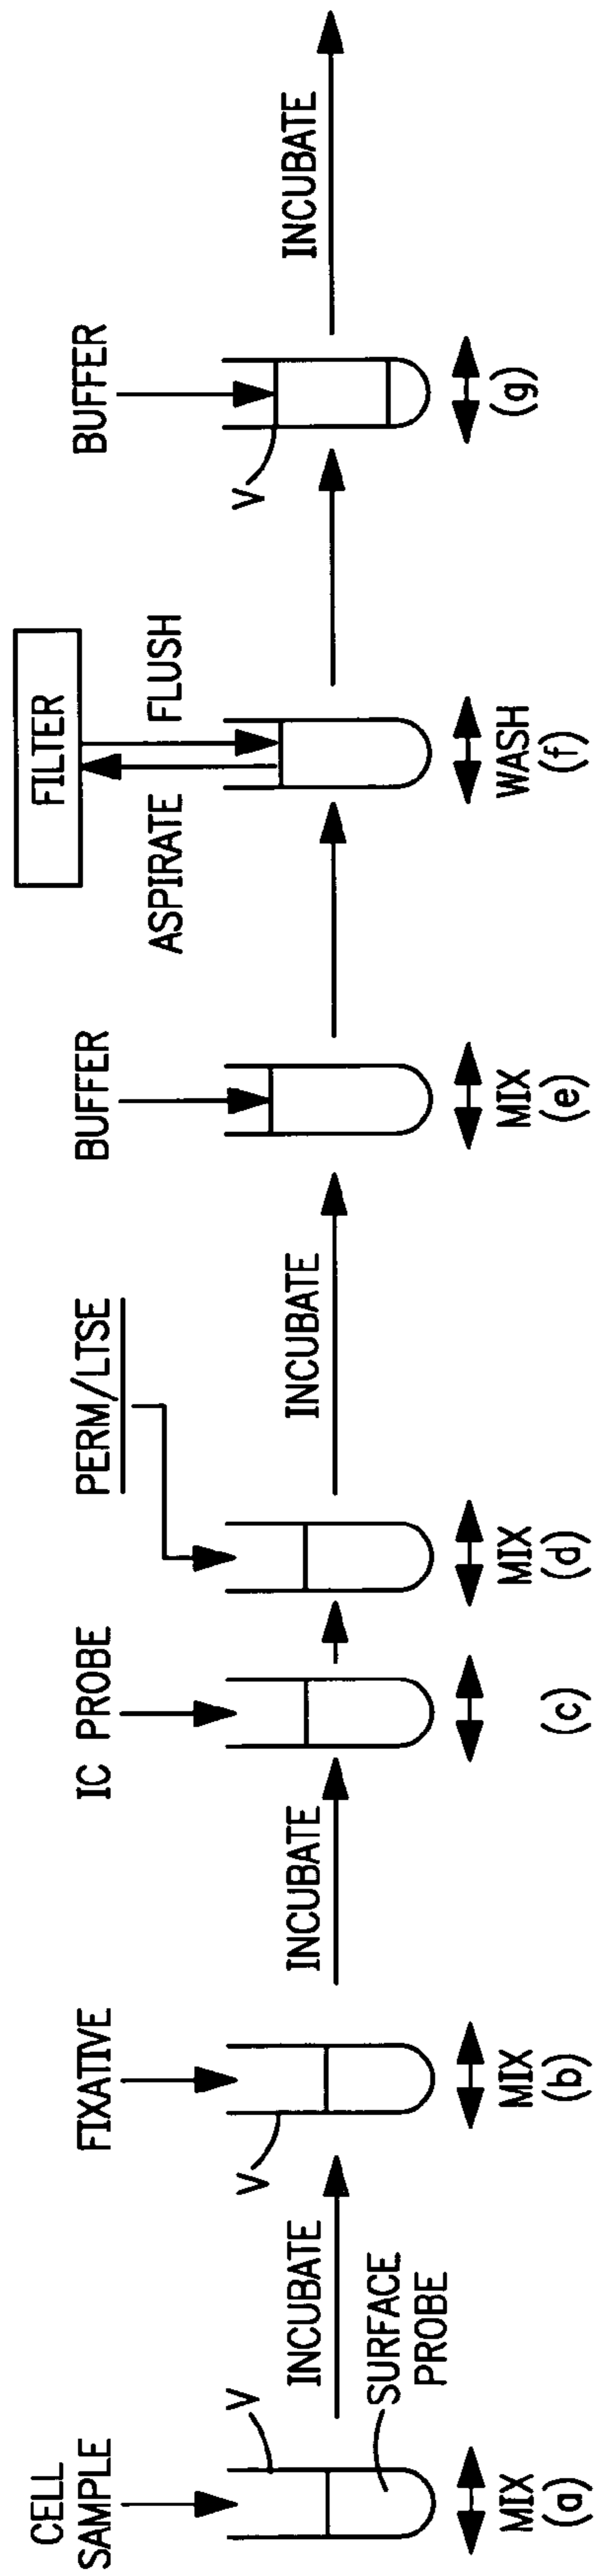 CELL
SAMPLE
V
INCUBATE
SURFACE
PROBE
MIX
(a)
FIXATIVE
V
INCUBATE
MIX
(b)
IC PROBE
(c)
PERM/LTSE
INCUBATE
MIX
(d)
BUFFER
MIX
(e)
FILTER
ASPIRATE
FLUSH
WASH
(f)
BUFFER
V
INCUBATE
(g)